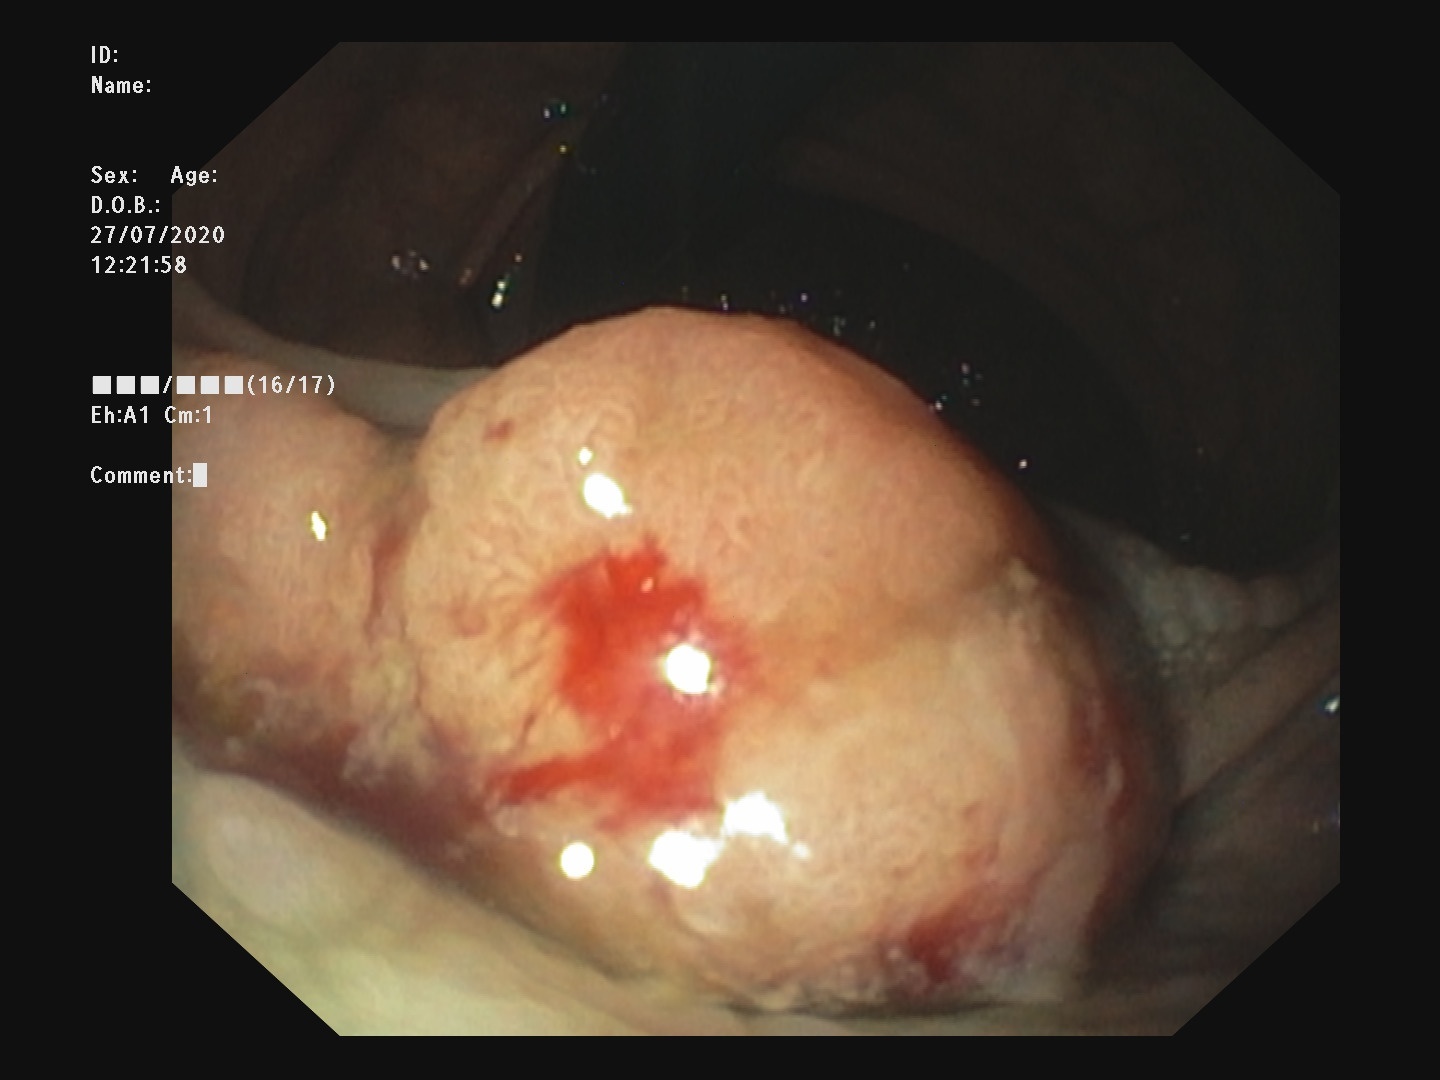 ID:
Name:
Sex: Age:
D.O.B.:
27/07/2020
12:21:58
■■■/■■■(16/17)
Eh:A1 Cm:1
Comment: